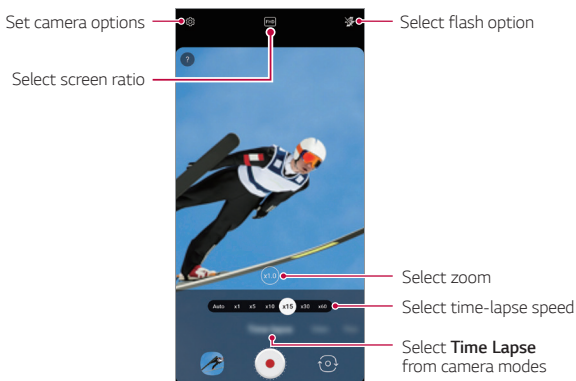 Set camera options
FHD
Select flash option
?
Select screen ratio
x1.0
Select zoom
Auto x1 x5 x10 x15 x30 x60
Select time-lapse speed
Time Lapse
Select Time Lapse
from camera modes